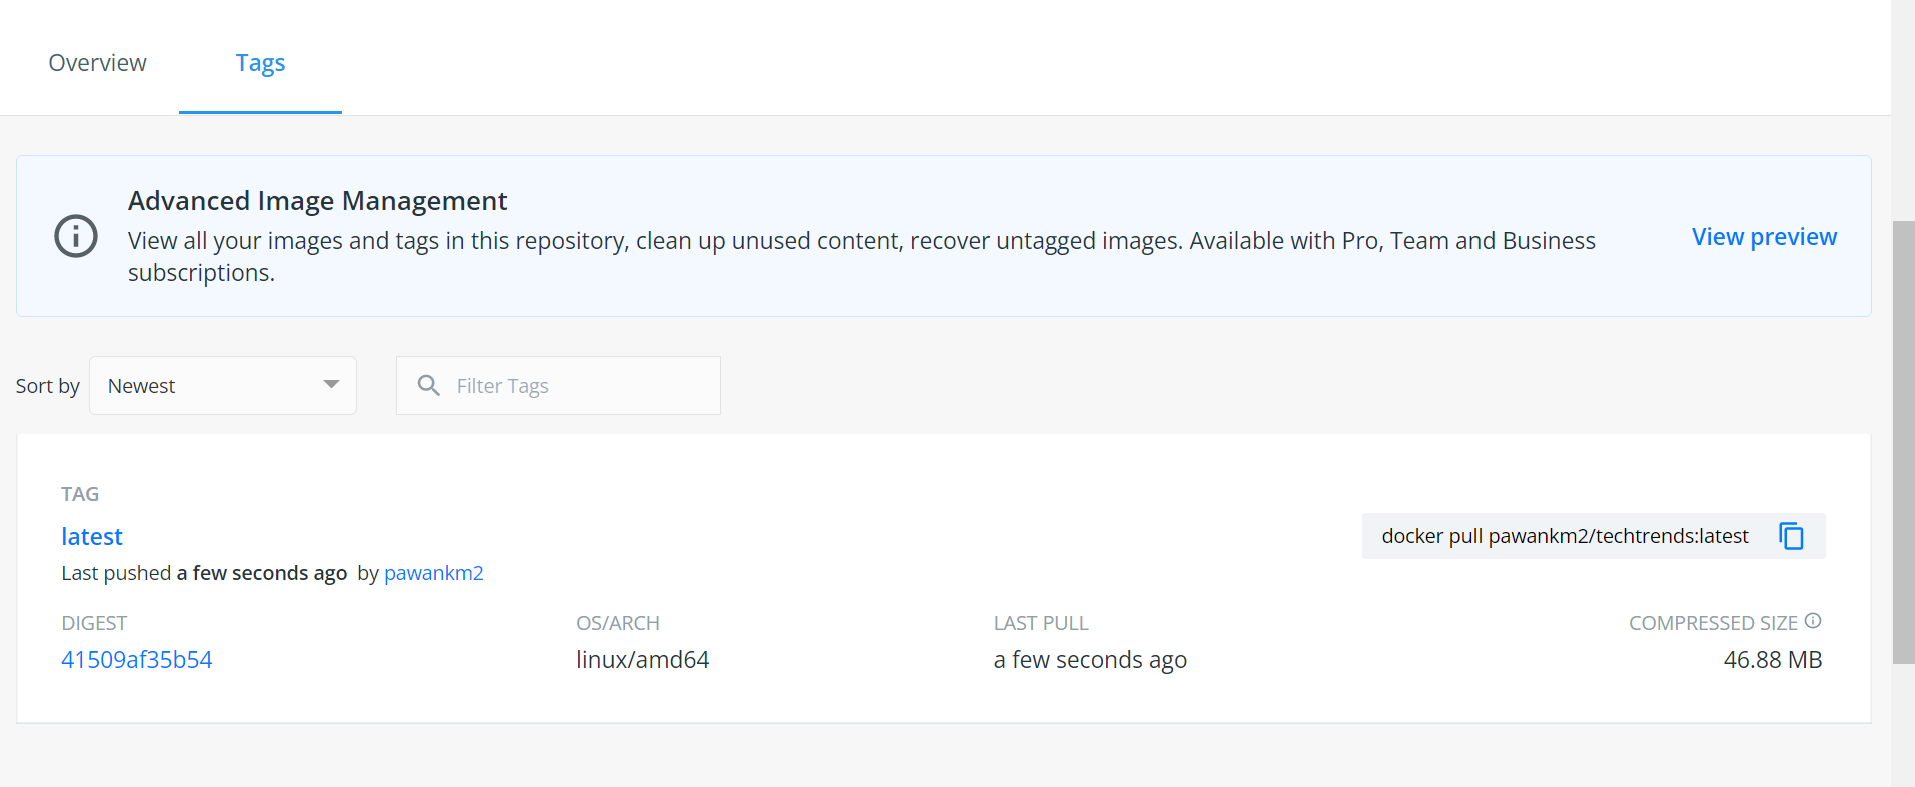 Overview Tags
Advanced Image Management
View all your images and tags in this repository, clean up unused content, recover untagged images. Available with Pro, Team and Business
subscriptions.
View preview
Sort by Newest Filter Tags
TAG
latest
docker pull pawankm2/techtrends:latest
Last pushed a few seconds ago by pawankm2
DIGEST OS/ARCH LAST PULL COMPRESSED SIZE
41509af35b54 linux/amd64 a few seconds ago 46.88 MB